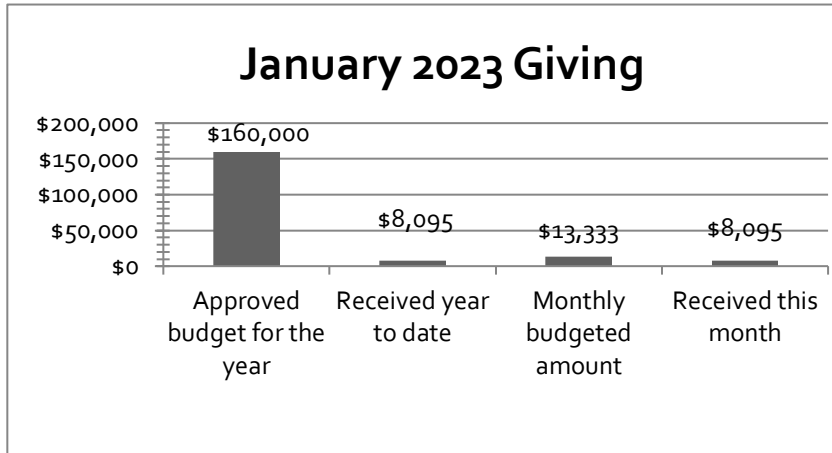 January 2023 Giving
$200,000
$150,000
$100,000
$50,000
$0
$160,000
$8,095
$13,333
$8,095
Approved
budget for the
year
Received year
to date
Monthly
budgeted
amount
Received this
month